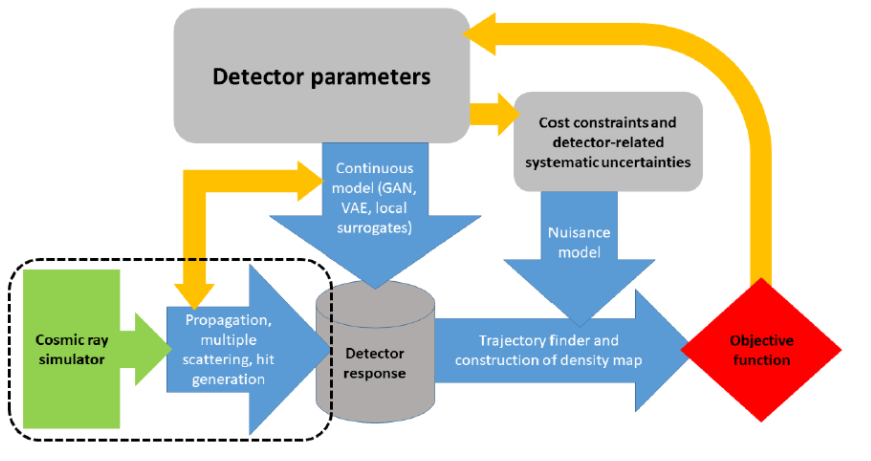 Detector parameters
Cost constraints and
detector-related
systematic uncertainties
Continuous
model (GAN,
VAE, local
surrogates)
Nuisance
model
Cosmic ray
simulator
Propagation,
multiple
scattering, hit
generation
Detector
response
Trajectory finder and
construction of density map
Objective
function